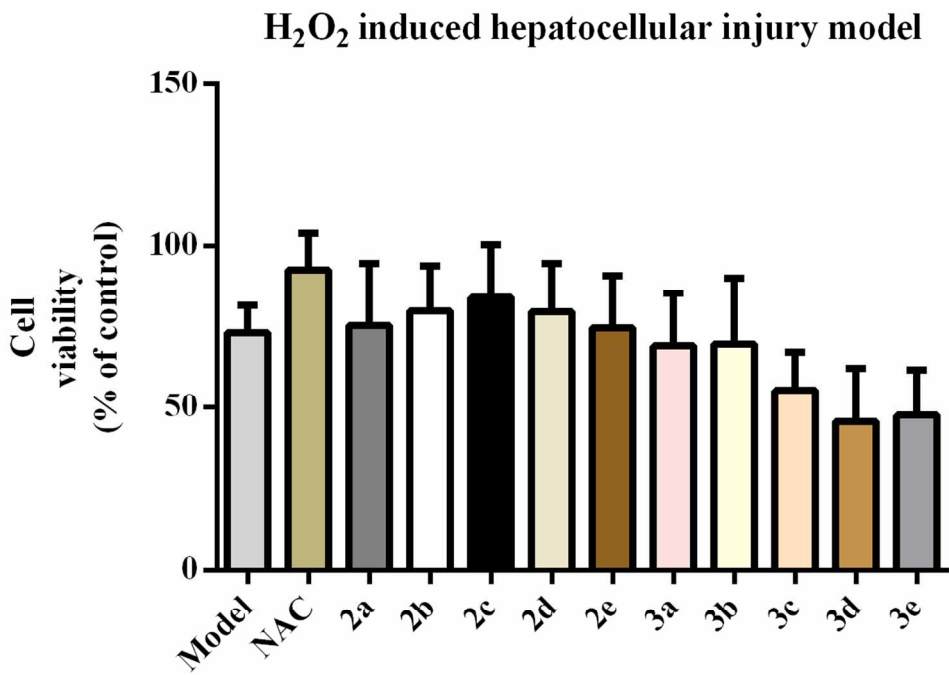 H₂O₂ induced hepatocellular injury model
Cell
viability
(% of control)
150
100
50
0
Model
NAC
2a
2b
2c
2d
2e
3a
3b
3c
3d
3e